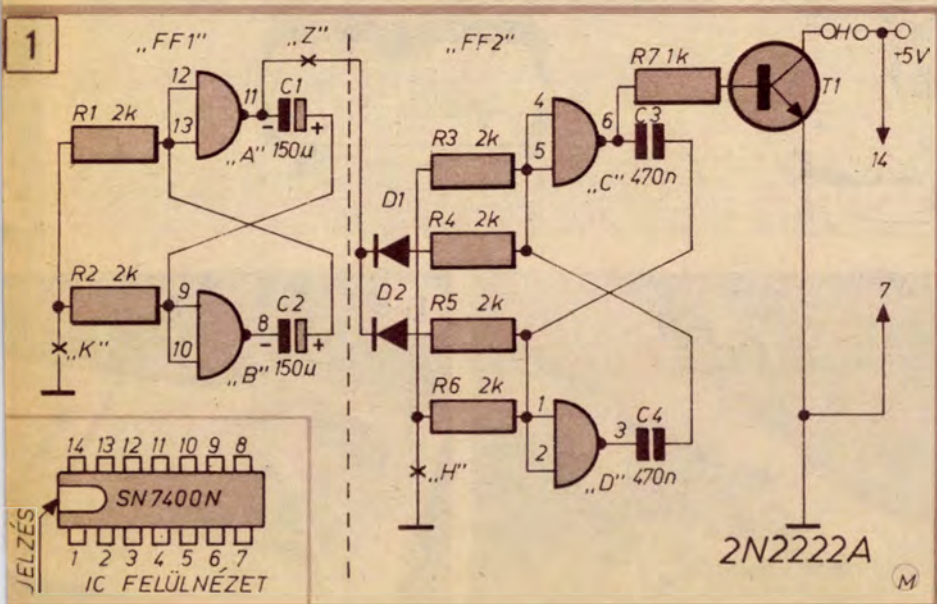 1
„FF1”
„Z”
„FF2”
R7 1k
+5V
H
12
11
C1
13
R1 2k
„A”
150µ
-
+
4
6
C3
T1
5
R3 2k
„C”
470n
14
D1
R4 2k
R2 2k
9
8
C2
10
„B”
150µ
-
+
D2
R5 2k
7
„K”
R6 2k
1
3
C4
2
„D”
470n
„H”
14 13 12 11 10 9 8
SN7400N
1 2 3 4 5 6 7
JELZÉS
IC FELÜLNÉZET
2N2222A
M